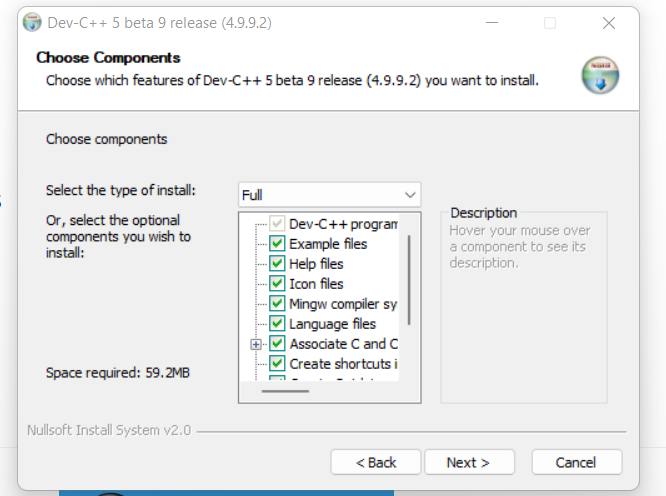 Dev-C++ 5 beta 9 release (4.9.9.2)
Choose Components
Choose which features of Dev-C++ 5 beta 9 release (4.9.9.2) you want to install.
Choose components
Select the type of install:
Full
Or, select the optional
components you wish to
install:
Dev-C++ program
Example files
Help files
Icon files
Mingw compiler sy
Language files
Associate C and C
Create shortcuts i
Description
Hover your mouse over
a component to see its
description.
Space required: 59.2MB
Nullsoft Install System v2.0
< Back
Next >
Cancel